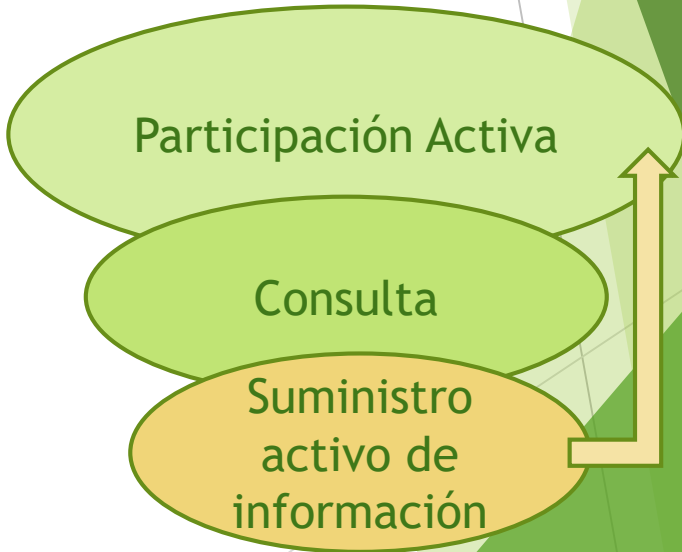 Participación Activa
Consulta
Suministro
activo de
información